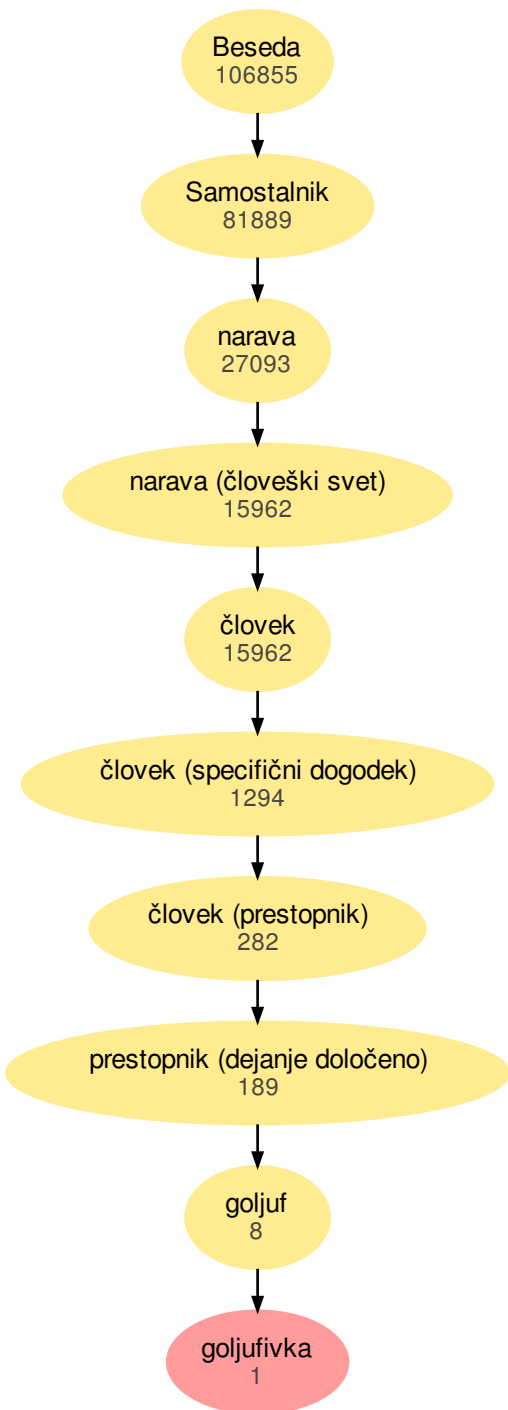 Beseda
106855
Samostalnik
81889
narava
27093
narava (človeški svet)
15962
človek
15962
človek (specifični dogodek)
1294
človek (prestopnik)
282
prestopnik (dejanje določeno)
189
goljuf
8
goljufivka
1